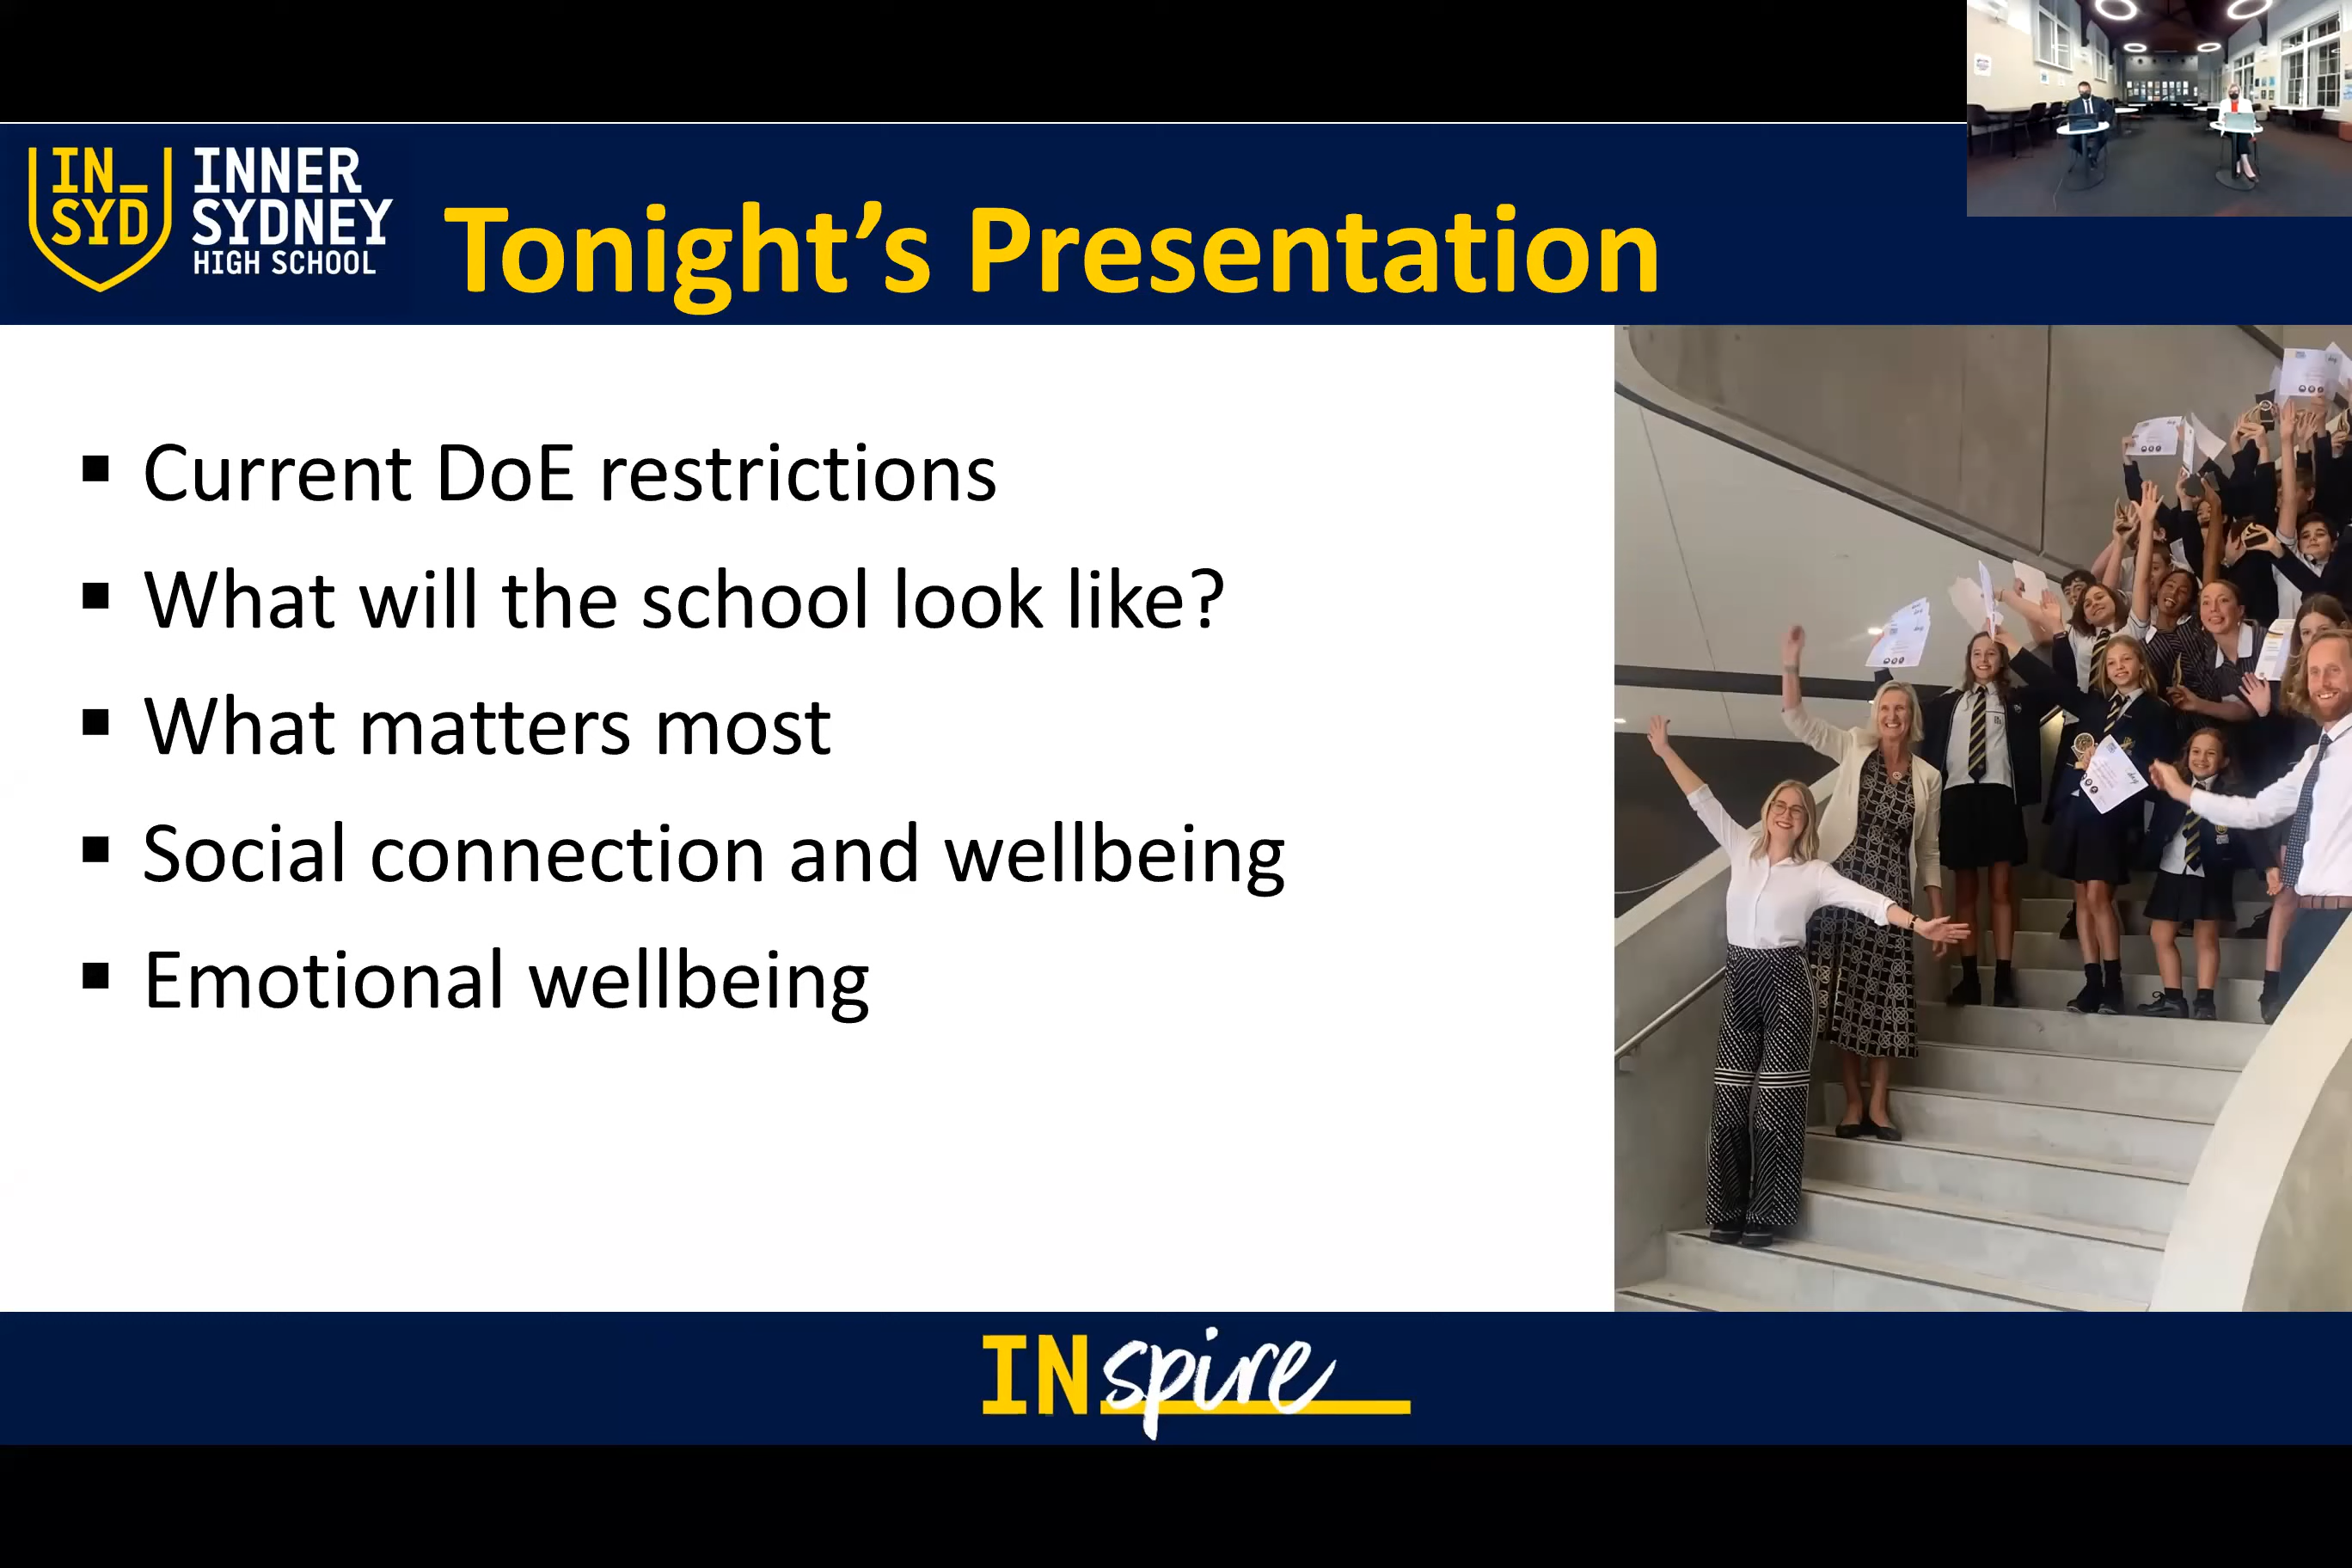 IN_
SYD
INNER
SYDNEY
HIGH SCHOOL
Tonight’s Presentation
Current DoE restrictions
What will the school look like?
What matters most
Social connection and wellbeing
Emotional wellbeing
INspire